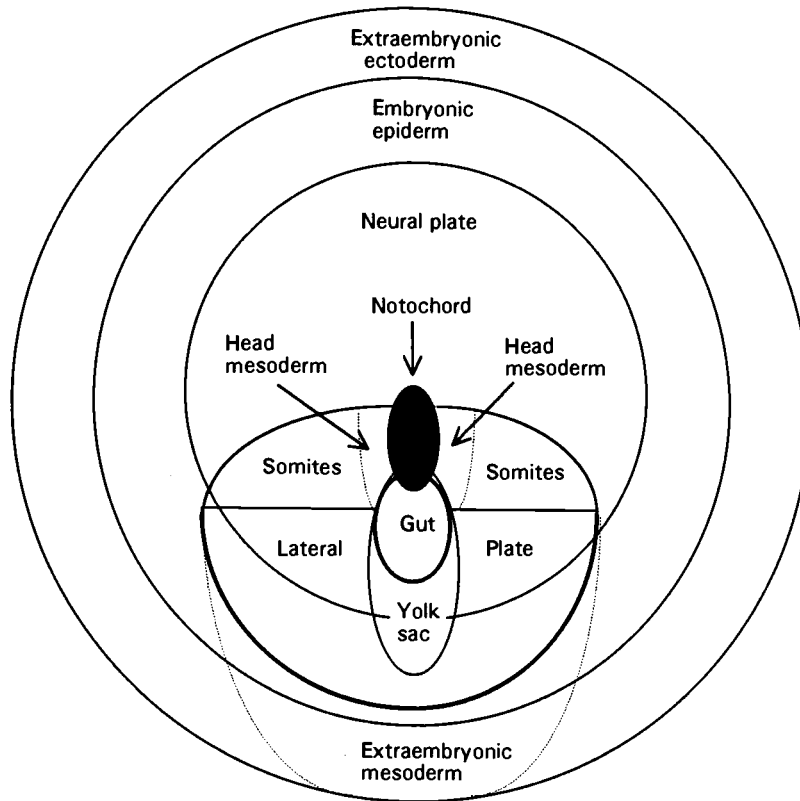 Extraembryonic
ectoderm
Embryonic
epiderm
Neural plate
Notochord
Head
mesoderm
Head
mesoderm
Somites
Somites
Gut
Lateral
Plate
Yolk
sac
Extraembryonic
mesoderm